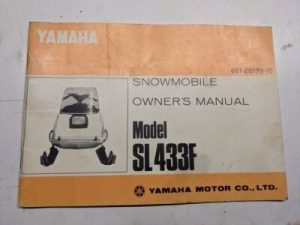 YAMAHA
SNOWMOBILE
OWNER'S MANUAL
Model
SL433F
YAMAHA MOTOR CO., LTD.